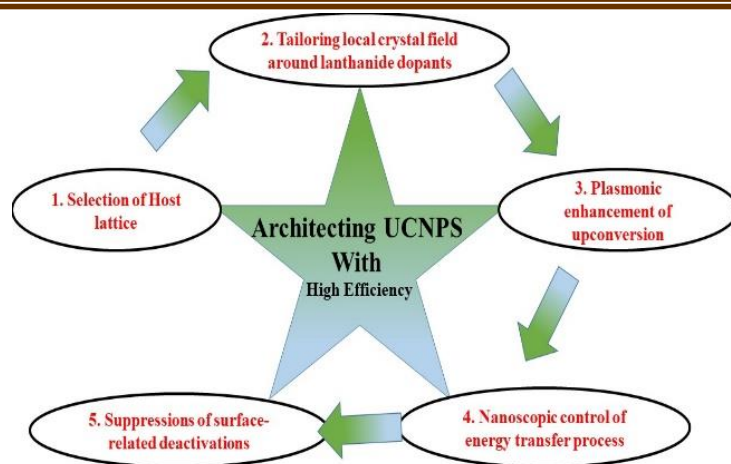 2. Tailoring local crystal field
around lanthanide dopants
1. Selection of Host
lattice
3. Plasmonic
enhancement of
upconversion
Architecting UCNPS
With
High Efficiency
5. Suppressions of surface-
related deactivations
4. Nanoscopic control of
energy transfer process